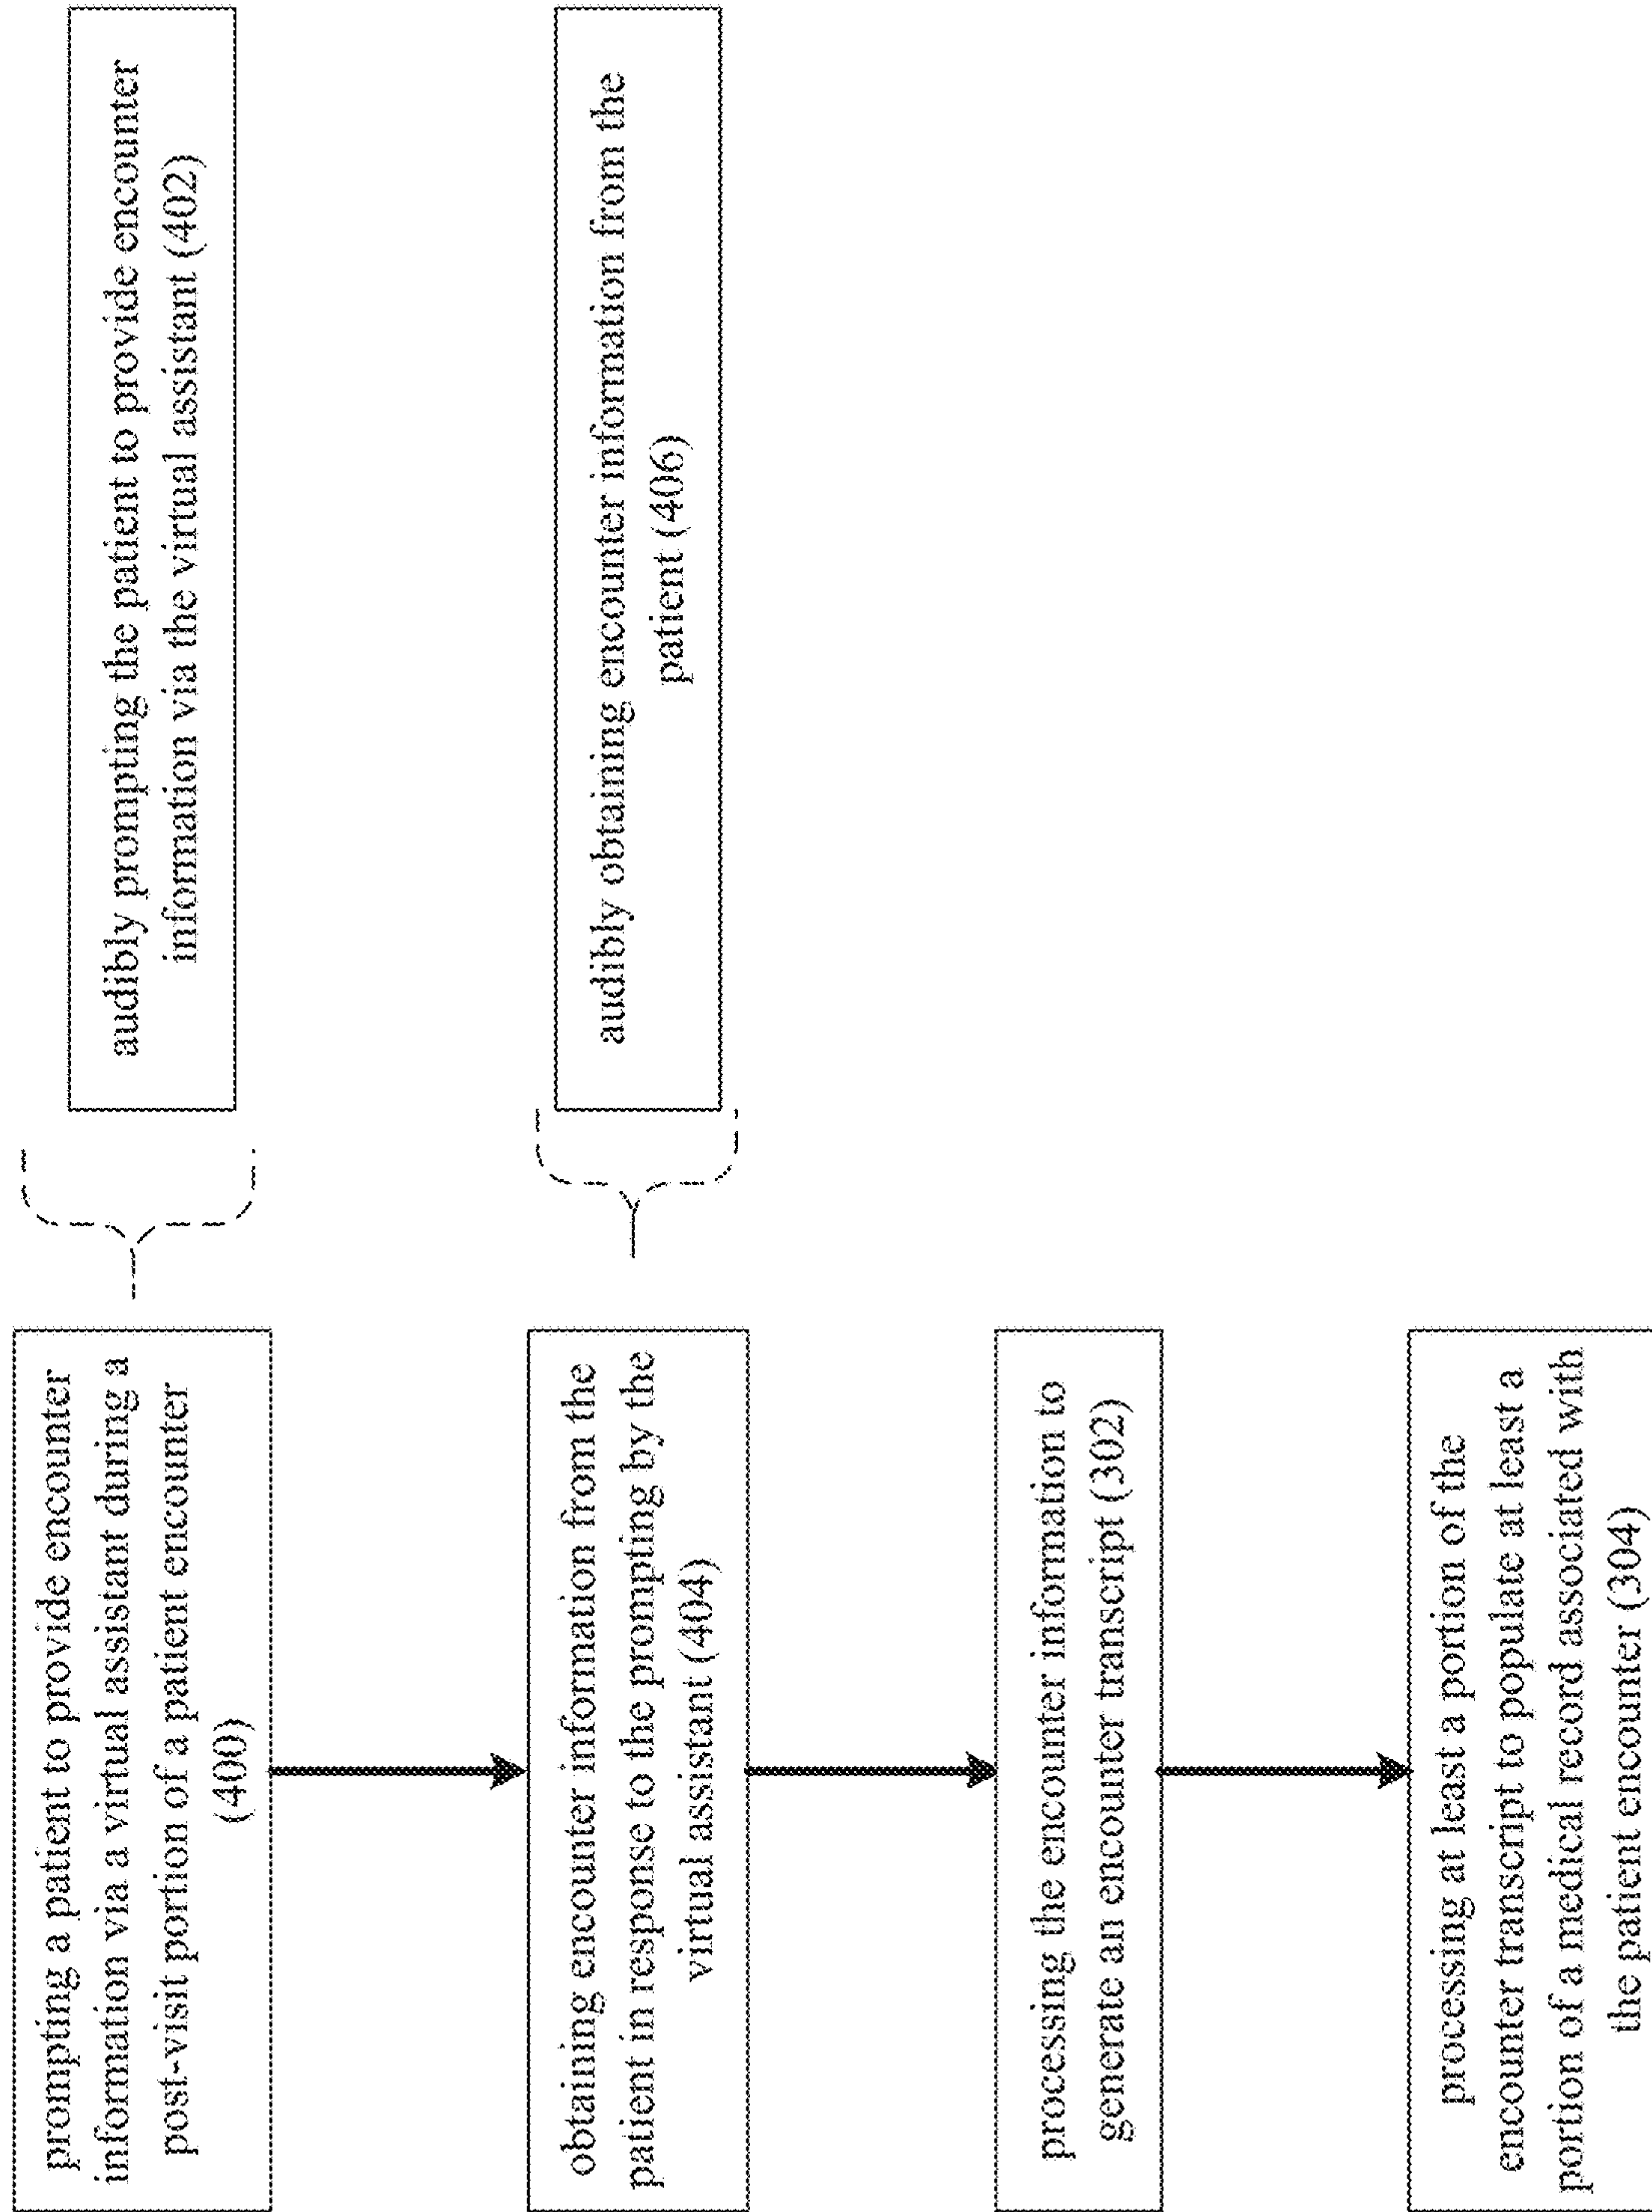 prompting a patient to provide encounter
information via a virtual assistant during a
post-visit portion of a patient encounter
(400)
audibly prompting the patient to provide encounter
information via the virtual assistant (402)
obtaining encounter information from the
patient in response to the prompting by the
virtual assistant (404)
audibly obtaining encounter information from the
patient (406)
processing the encounter information to
generate an encounter transcript (302)
processing at least a portion of the
encounter transcript to populate at least a
portion of a medical record associated with
the patient encounter (304)